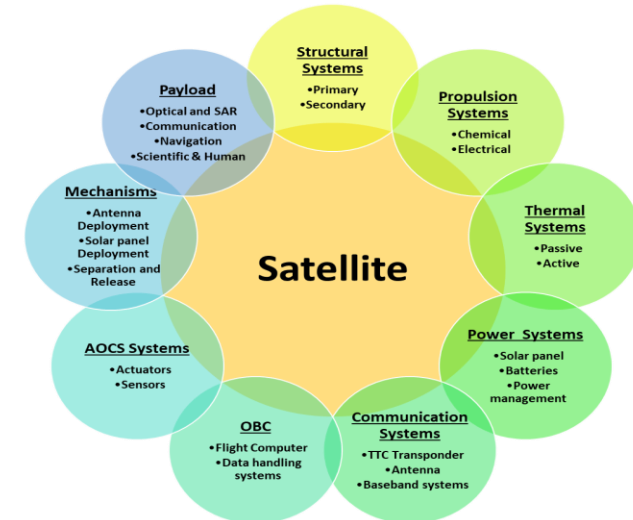 Structural
Systems
•Primary
•Secondary
Propulsion
Systems
•Chemical
•Electrical
Thermal
Systems
•Passive
•Active
Power  Systems
•Solar panel
•Batteries
•Power
management
Communication
Systems
•TTC Transponder
•Antenna
•Baseband systems
OBC
•Flight Computer
•Data handling
systems
AOCS Systems
•Actuators
•Sensors
Mechanisms
•Antenna
Deployment
•Solar panel
Deployment
•Separation and
Release
Payload
•Optical and SAR
•Communication
•Navigation
•Scientific & Human
Satellite